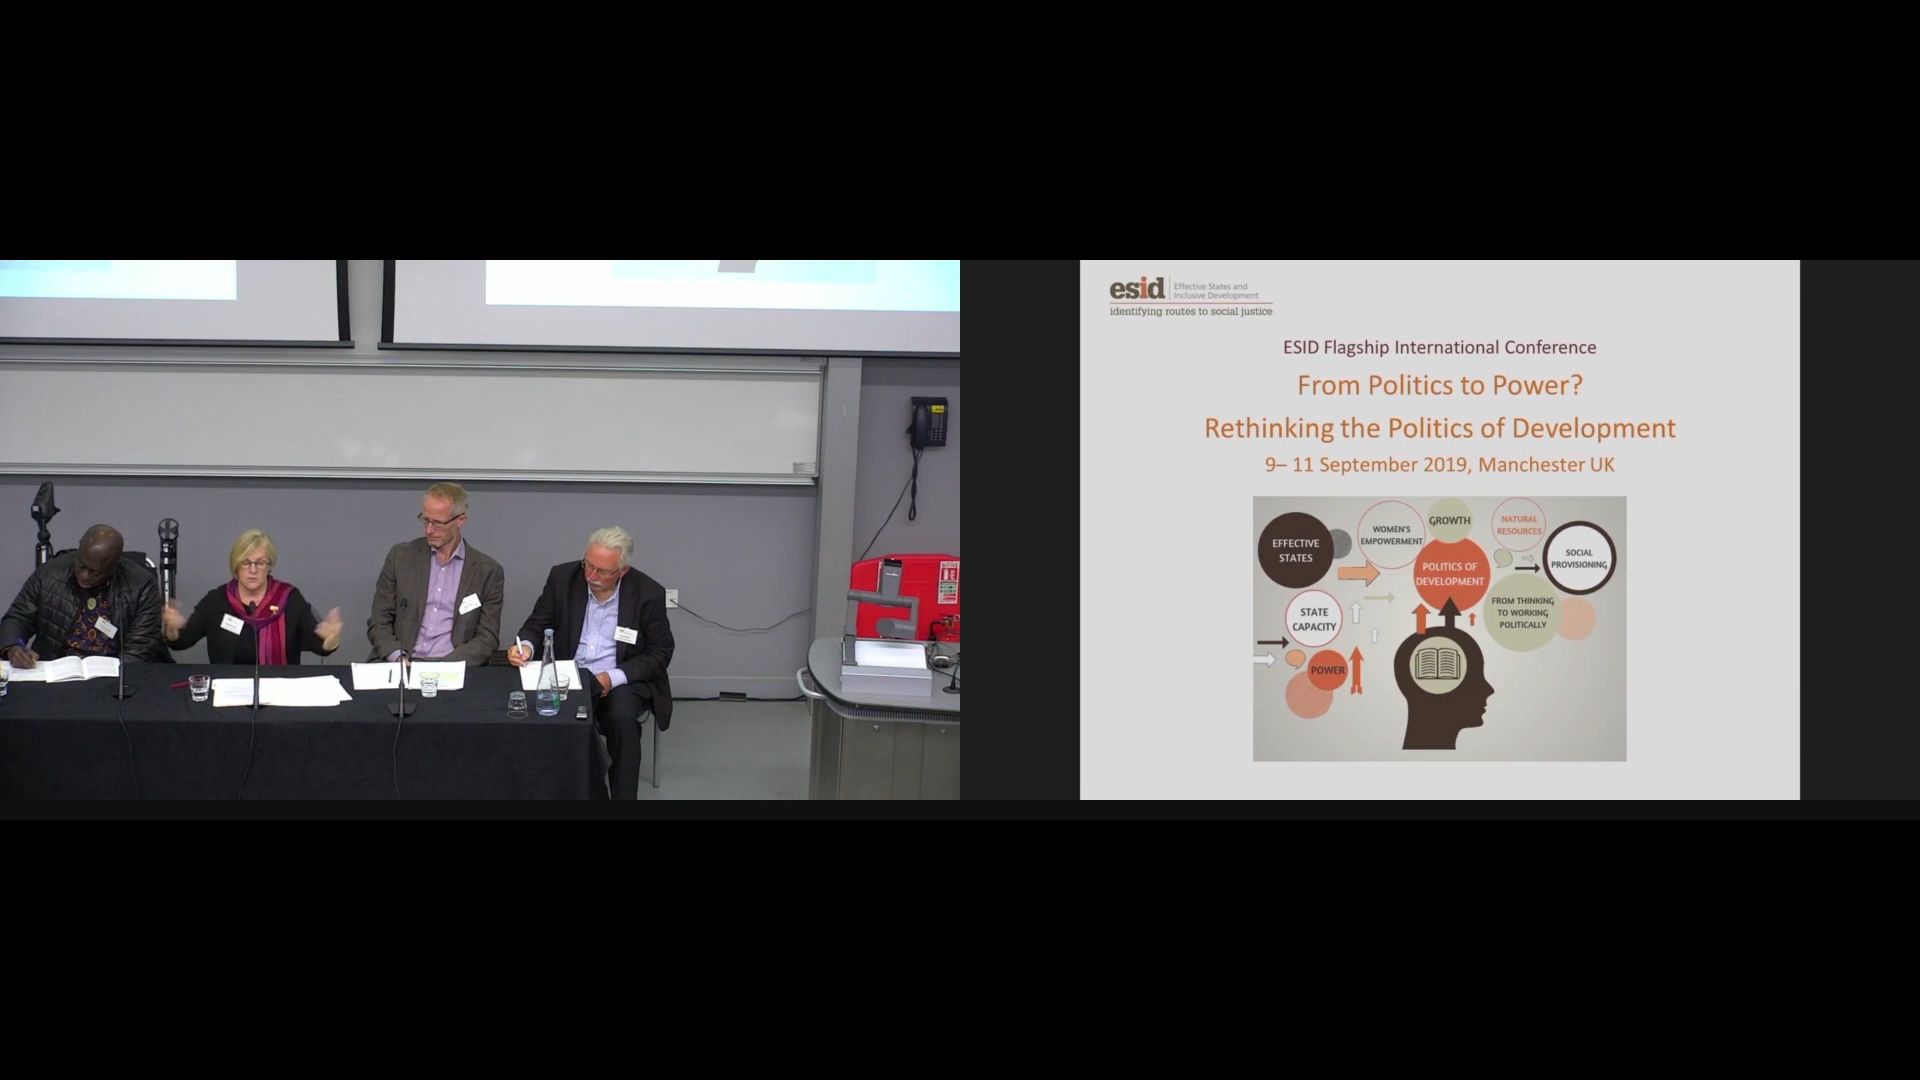 esid
Effective States and
Inclusive Development
identifying routes to social justice
ESID Flagship International Conference
From Politics to Power?
Rethinking the Politics of Development
9– 11 September 2019, Manchester UK
EFFECTIVE
STATES
WOMEN'S
EMPOWERMENT
GROWTH
NATURAL
RESOURCES
POLITICS OF
DEVELOPMENT
SOCIAL
PROVISIONING
STATE
CAPACITY
FROM THINKING
TO WORKING
POLITICALLY
POWER